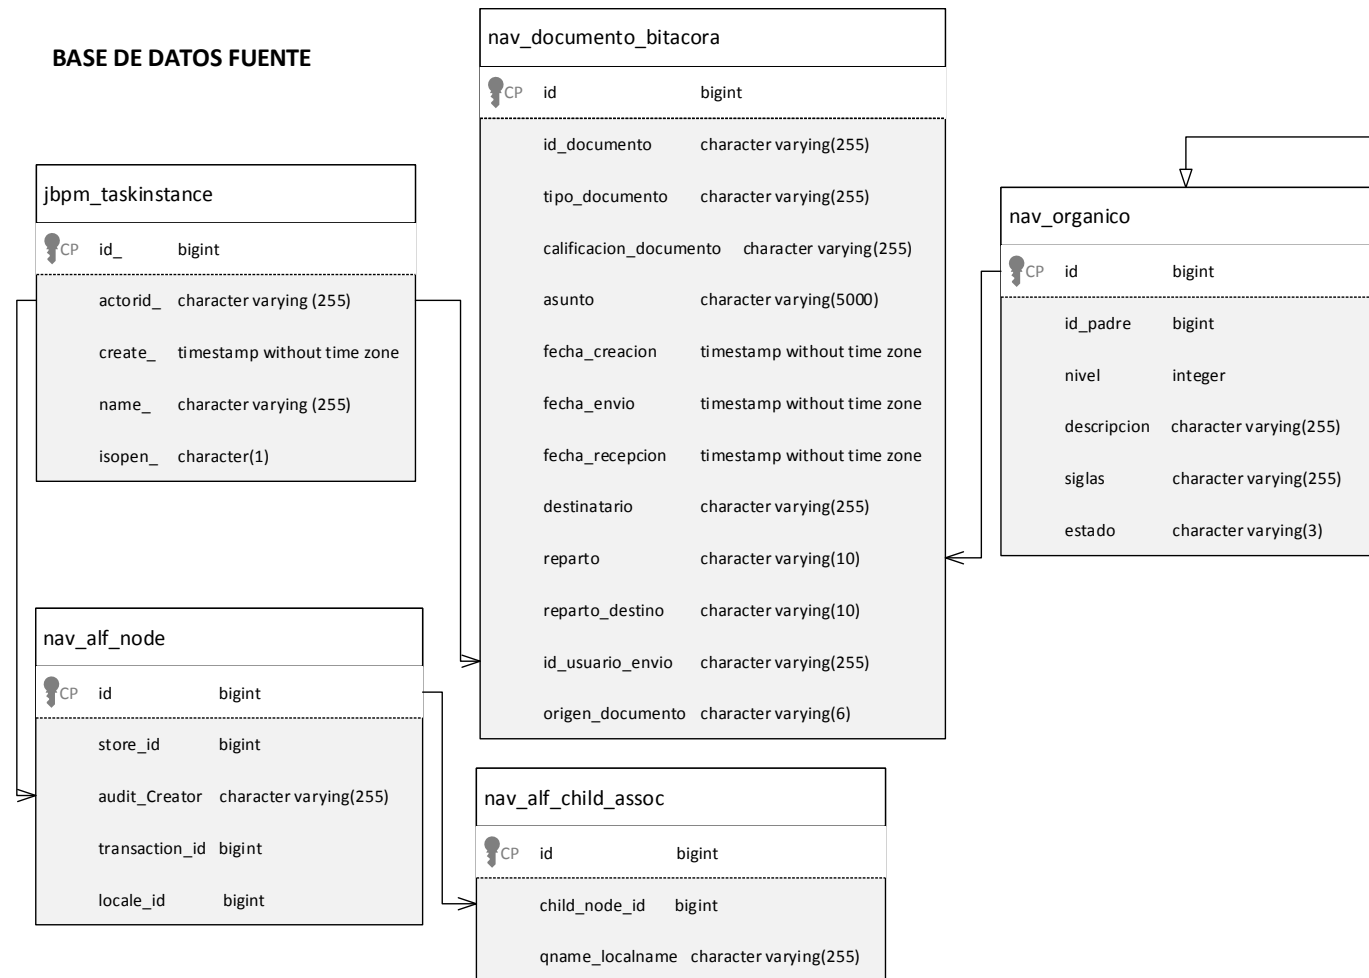 BASE DE DATOS FUENTE
nav_documento_bitacora
CP id bigint
id_documento character varying(255)
tipo_documento character varying(255)
calificacion_documento character varying(255)
asunto character varying(5000)
fecha_creacion timestamp without time zone
fecha_envio timestamp without time zone
fecha_recepcion timestamp without time zone
destinatario character varying(255)
reparto character varying(10)
reparto_destino character varying(10)
id_usuario_envio character varying(255)
origen_documento character varying(6)
jbpm_taskinstance
CP id_ bigint
actorid_ character varying (255)
create_ timestamp without time zone
name_ character varying (255)
isopen_ character(1)
nav_organico
CP id bigint
id_padre bigint
nivel integer
descripcion character varying(255)
siglas character varying(255)
estado character varying(3)
nav_alf_node
CP id bigint
store_id bigint
audit_Creator character varying(255)
transaction_id bigint
locale_id bigint
nav_alf_child_assoc
CP id bigint
child_node_id bigint
qname_localname character varying(255)